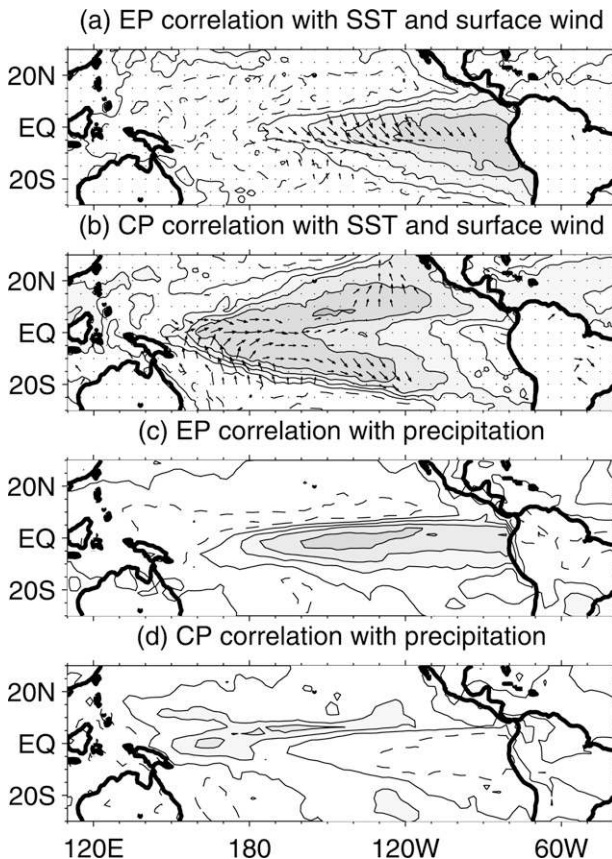 (a) EP correlation with SST and surface wind
20N
EQ
20S
(b) CP correlation with SST and surface wind
20N
EQ
20S
(c) EP correlation with precipitation
20N
EQ
20S
(d) CP correlation with precipitation
20N
EQ
20S
120E 180 120W 60W